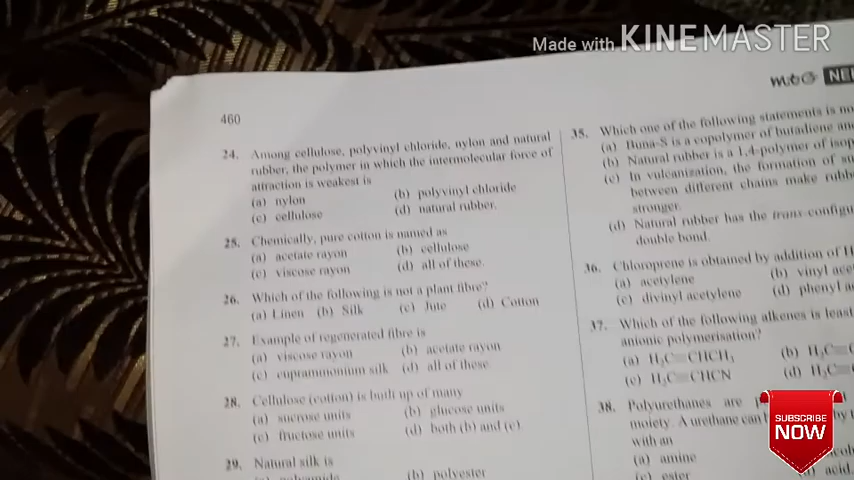 Made with KINEMASTER
mtG NEE
460
24. Among cellulose, polyvinyl chloride, nylon and natural
rubber, the polymer in which the intermolecular force of
attraction is weakest is
(a) nylon (b) polyvinyl chloride
(c) cellulose (d) natural rubber.
25. Chemically, pure cotton is named as
(a) acetate rayon (b) cellulose
(c) viscose rayon (d) all of these.
26. Which of the following is not a plant fibre?
(a) Linen (b) Silk (c) Jute (d) Cotton
27. Example of regenerated fibre is
(a) viscose rayon (b) acetate rayon
(c) cuprammonium silk (d) all of these.
28. Cellulose (cotton) is built up of many
(a) sucrose units (b) glucose units
(c) fructose units (d) both (b) and (c)
29. Natural silk is
(a) polyamide (b) polyester
35. Which one of the following statements is
(a) Buna-S is a copolymer of butadiene
(b) Natural rubber is a 1,4-polymer of
(c) In vulcanization, the formation of
between different chains make
stronger.
(d) Natural rubber has the trans
double bond.
36. Chloroprene is obtained by addition of
(a) acetylene (b) vinyl
(c) divinyl acetylene (d) phenyl
37. Which of the following alkenes is least
anionic polymerisation?
(a) H₂C=CHCH₃ (b) H₂C=
(c) H₂C=CHCN (d) H₂C=
38. Polyurethanes are
moiety. A urethane can
with an
(a) amine
(c) ester acid.
SUBSCRIBE
NOW